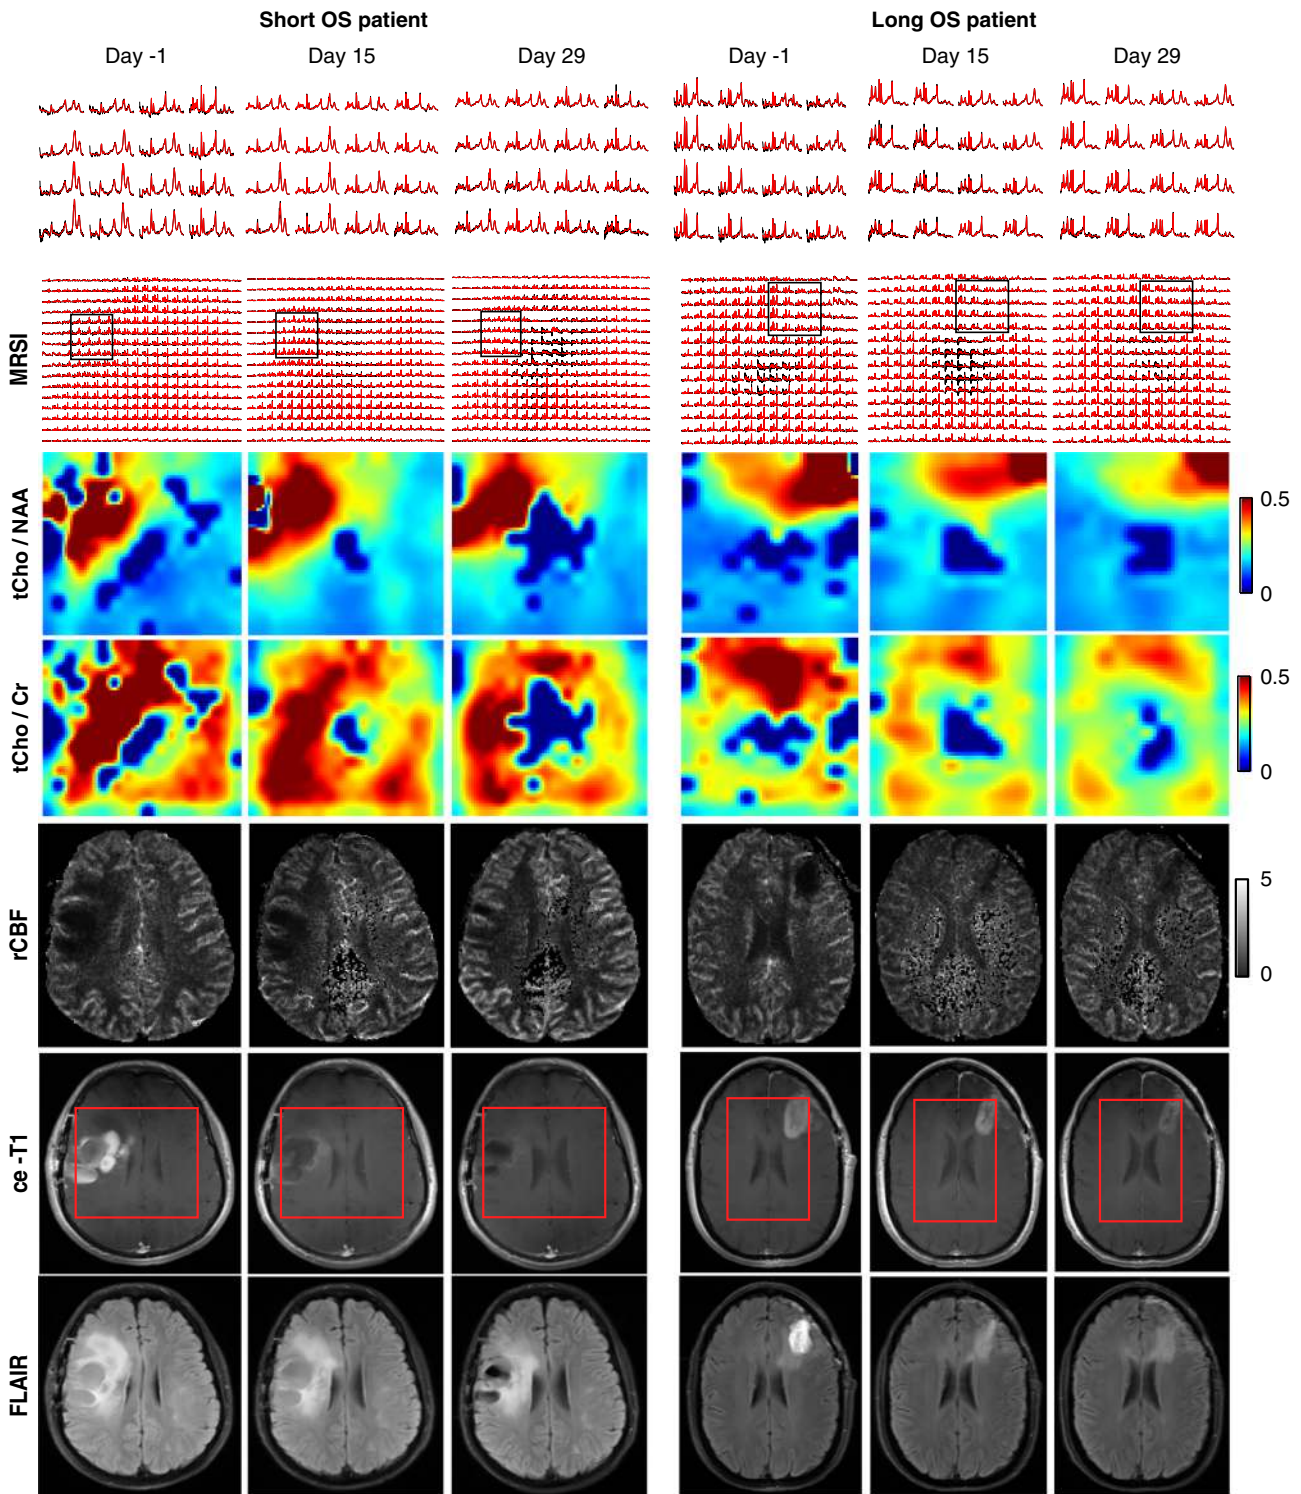 Short OS patient
Long OS patient
Day -1
Day 15
Day 29
Day -1
Day 15
Day 29
MRSI
tCho / NAA
0.5
0
tCho / Cr
0.5
0
rCBF
5
0
ce -T1
FLAIR